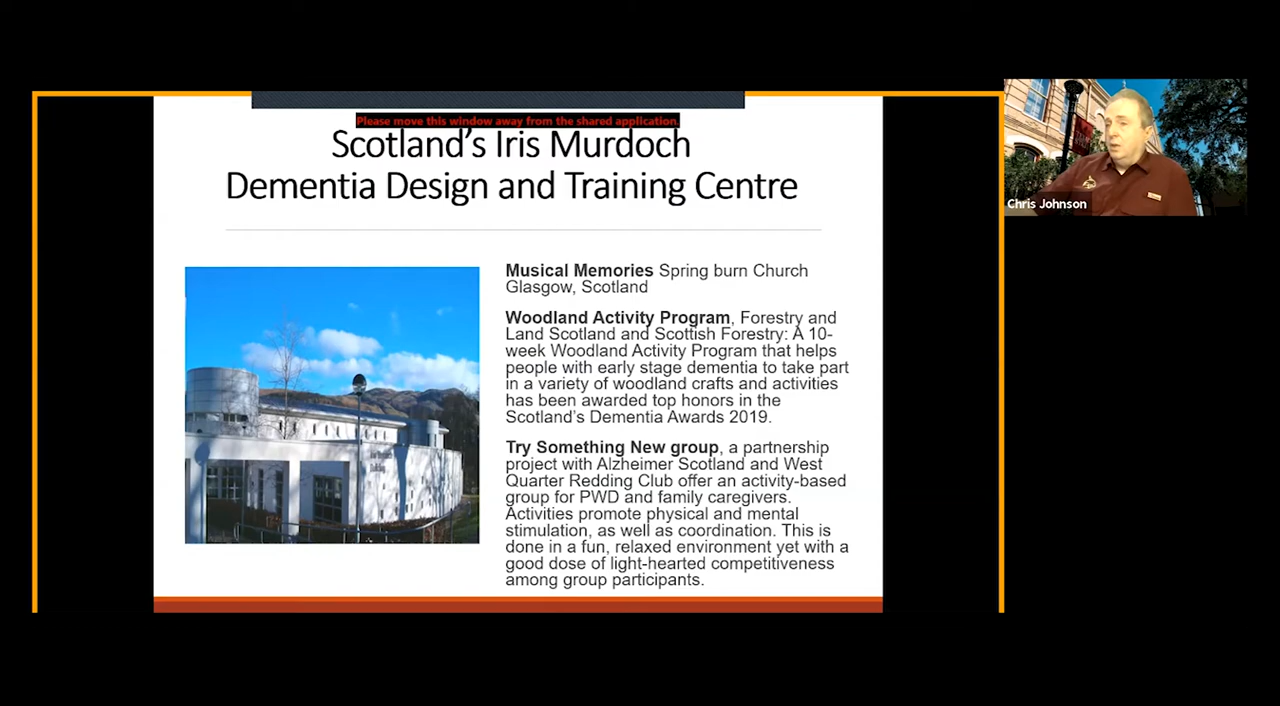 Please move this window away from the shared application.
Scotland's Iris Murdoch
Dementia Design and Training Centre
Chris Johnson
Musical Memories Spring burn Church
Glasgow, Scotland
Woodland Activity Program, Forestry and
Land Scotland and Scottish Forestry: A 10-
week Woodland Activity Program that helps
people with early stage dementia to take part
in a variety of woodland crafts and activities
has been awarded top honors in the
Scotland's Dementia Awards 2019.
Try Something New group, a partnership
project with Alzheimer Scotland and West
Quarter Redding Club offer an activity-based
group for PWD and family caregivers.
Activities promote physical and mental
stimulation, as well as coordination. This is
done in a fun, relaxed environment yet with a
good dose of light-hearted competitiveness
among group participants.